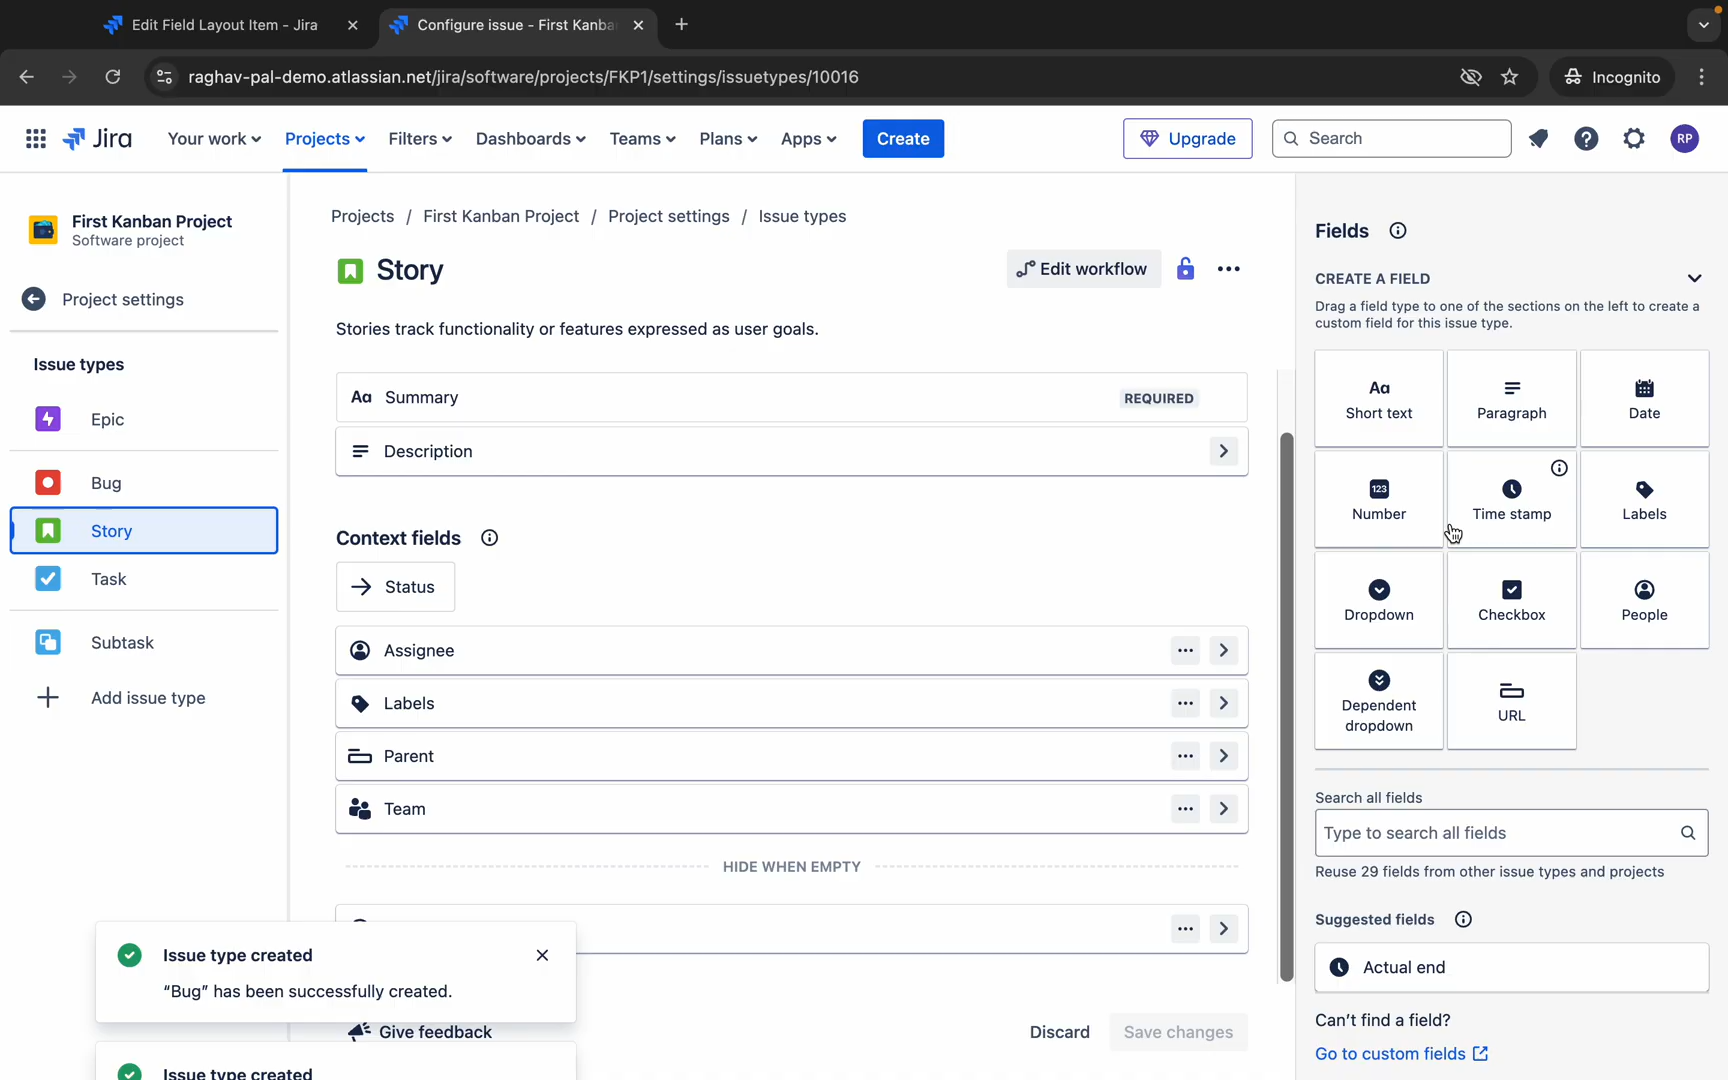 Edit Field Layout Item - Jira
Configure issue - First Kanba
raghav-pal-demo.atlassian.net/jira/software/projects/FKP1/settings/issuetypes/10016
Incognito
Jira
Your work
Projects
Filters
Dashboards
Teams
Plans
Apps
Create
Upgrade
Search
RP
First Kanban Project
Software project
Project settings
Issue types
Epic
Bug
Story
Task
Subtask
Add issue type
Projects / First Kanban Project / Project settings / Issue types
Story
Edit workflow
Stories track functionality or features expressed as user goals.
Aa Summary
REQUIRED
Description
Context fields
Status
Assignee
Labels
Parent
Team
HIDE WHEN EMPTY
Issue type created
“Bug” has been successfully created.
Give feedback
Discard
Save changes
Issue type created
Fields
CREATE A FIELD
Drag a field type to one of the sections on the left to create a
custom field for this issue type.
Aa
Short text
Paragraph
Date
123
Number
Time stamp
Labels
Dropdown
Checkbox
People
Dependent
dropdown
URL
Search all fields
Type to search all fields
Reuse 29 fields from other issue types and projects
Suggested fields
Actual end
Can’t find a field?
Go to custom fields